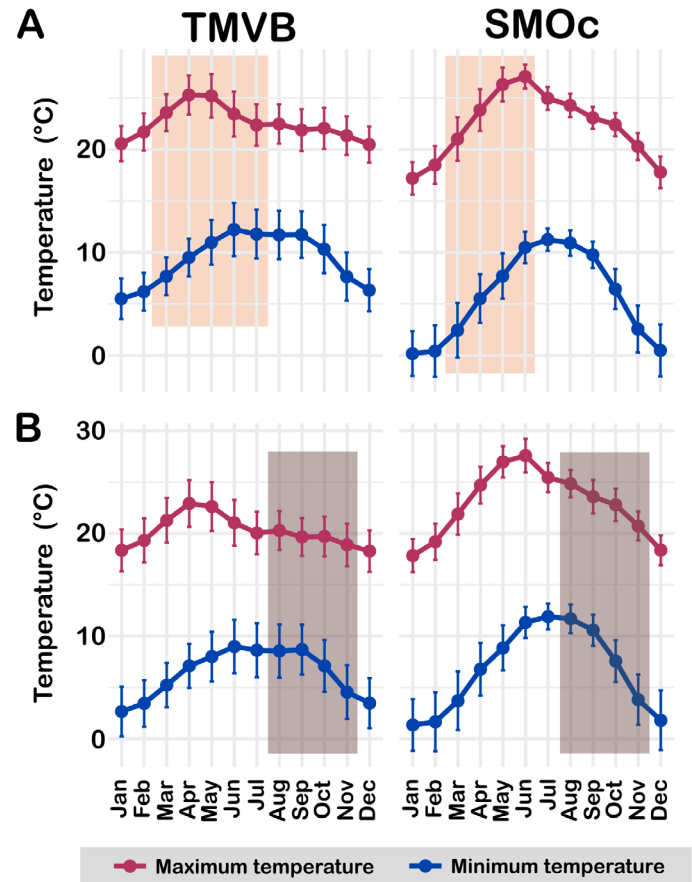 A
TMVB
SMOc
Temperature (°C)
20
10
0
B
Temperature (°C)
30
20
10
0
Jan Feb Mar Apr May Jun Jul Aug Sep Oct Nov Dec
Jan Feb Mar Apr May Jun Jul Aug Sep Oct Nov Dec
Maximum temperature Minimum temperature